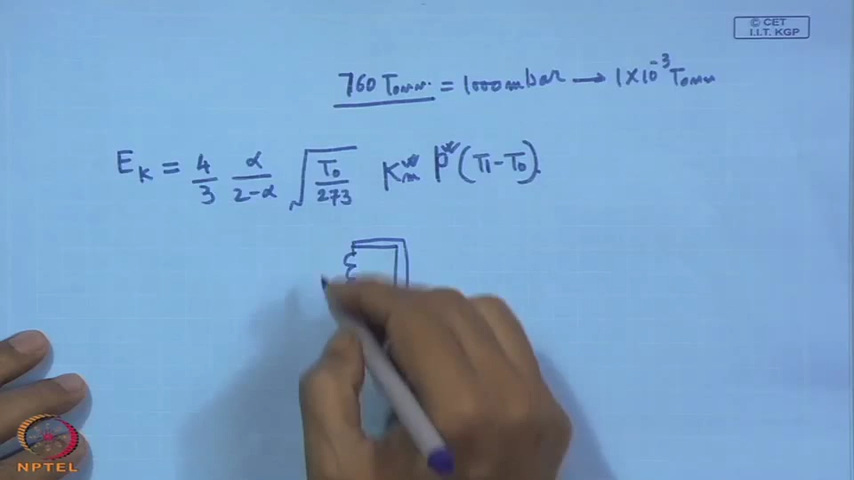 © CET
I.I.T. KGP
760 Torr. = 1000 mbar → 1×10⁻³ Torr
E_K = 4/3 α/(2-α) √(T₀/273) K_m p (T₁-T₀).
NPTEL